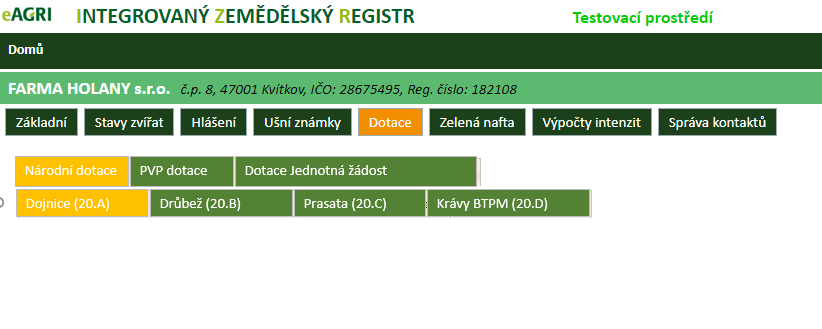 eAGRI INTEGROVANÝ ZEMĚDĚLSKÝ REGISTR Testovací prostředí
Domů
FARMA HOLANY s.r.o. č.p. 8, 47001 Kvítkov, IČO: 28675495, Reg. číslo: 182108
Základní Stavy zvířat Hlášení Ušní známky Dotace Zelená nafta Výpočty intenzit Správa kontaktů
Národní dotace PVP dotace Dotace Jednotná žádost
Dojnice (20.A) Drůbež (20.B) Prasata (20.C) Krávy BTPM (20.D)